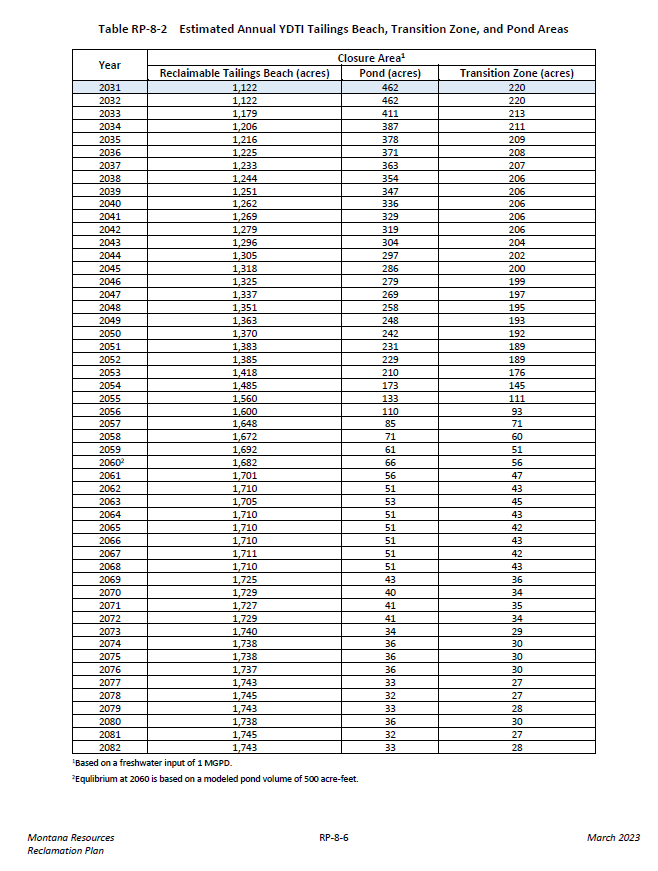 Table RP-8-2 Estimated Annual YDTI Tailings Beach, Transition Zone, and Pond Areas
Year Closure Area¹
Reclaimable Tailings Beach (acres) Pond (acres) Transition Zone (acres)
2031 1,122 462 220
2032 1,122 462 220
2033 1,179 411 213
2034 1,206 387 211
2035 1,216 378 209
2036 1,225 371 208
2037 1,233 363 207
2038 1,244 354 206
2039 1,251 347 206
2040 1,262 336 206
2041 1,269 329 206
2042 1,279 319 206
2043 1,296 304 204
2044 1,305 297 202
2045 1,318 286 200
2046 1,325 279 199
2047 1,337 269 197
2048 1,351 258 195
2049 1,363 248 193
2050 1,370 242 192
2051 1,383 231 189
2052 1,385 229 189
2053 1,418 210 176
2054 1,485 173 145
2055 1,560 133 111
2056 1,600 110 93
2057 1,648 85 71
2058 1,672 71 60
2059 1,692 61 51
2060² 1,682 66 56
2061 1,701 56 47
2062 1,710 51 43
2063 1,705 53 45
2064 1,710 51 43
2065 1,710 51 42
2066 1,710 51 43
2067 1,711 51 42
2068 1,710 51 43
2069 1,725 43 36
2070 1,729 40 34
2071 1,727 41 35
2072 1,729 41 34
2073 1,740 34 29
2074 1,738 36 30
2075 1,738 36 30
2076 1,737 36 30
2077 1,743 33 27
2078 1,745 32 27
2079 1,743 33 28
2080 1,738 36 30
2081 1,745 32 27
2082 1,743 33 28
¹Based on a freshwater input of 1 MGPD.
²Equlibrium at 2060 is based on a modeled pond volume of 500 acre-feet.
Montana Resources RP-8-6 March 2023
Reclamation Plan